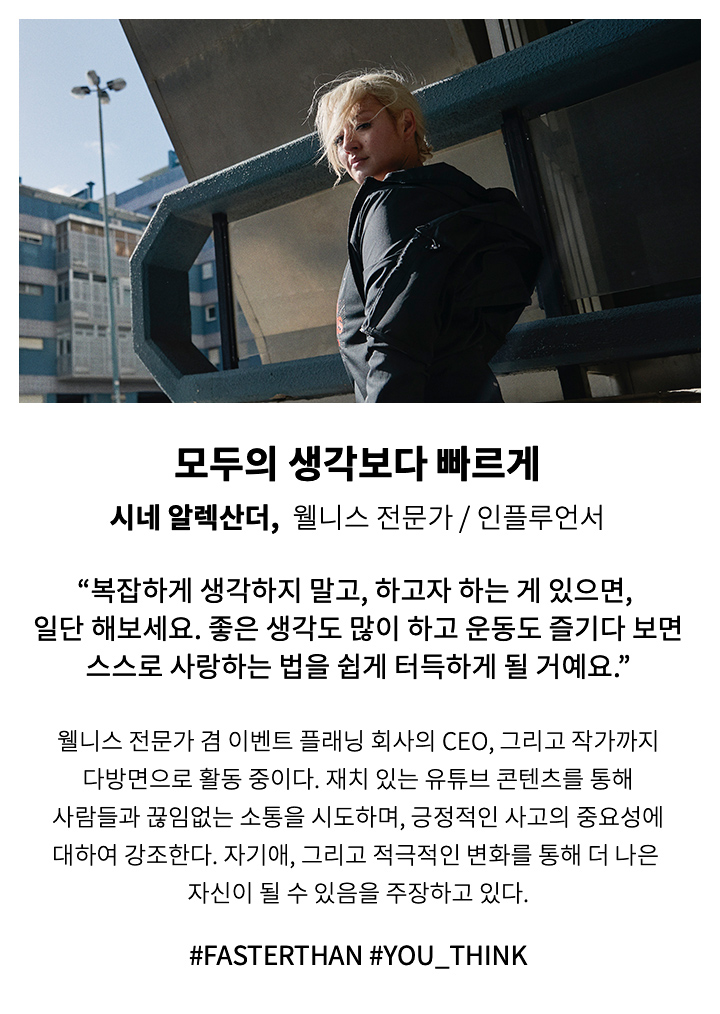 모두의 생각보다 빠르게
시네 알렉산더, 웰니스 전문가 / 인플루언서
“복잡하게 생각하지 말고, 하고자 하는 게 있으면,
일단 해보세요. 좋은 생각도 많이 하고 운동도 즐기다 보면
스스로 사랑하는 법을 쉽게 터득하게 될 거예요.”
웰니스 전문가 겸 이벤트 플래닝 회사의 CEO, 그리고 작가까지
다방면으로 활동 중이다. 재치 있는 유튜브 콘텐츠를 통해
사람들과 끊임없는 소통을 시도하며, 긍정적인 사고의 중요성에
대하여 강조한다. 자기애, 그리고 적극적인 변화를 통해 더 나은
자신이 될 수 있음을 주장하고 있다.
#FASTERTHAN #YOU_THINK